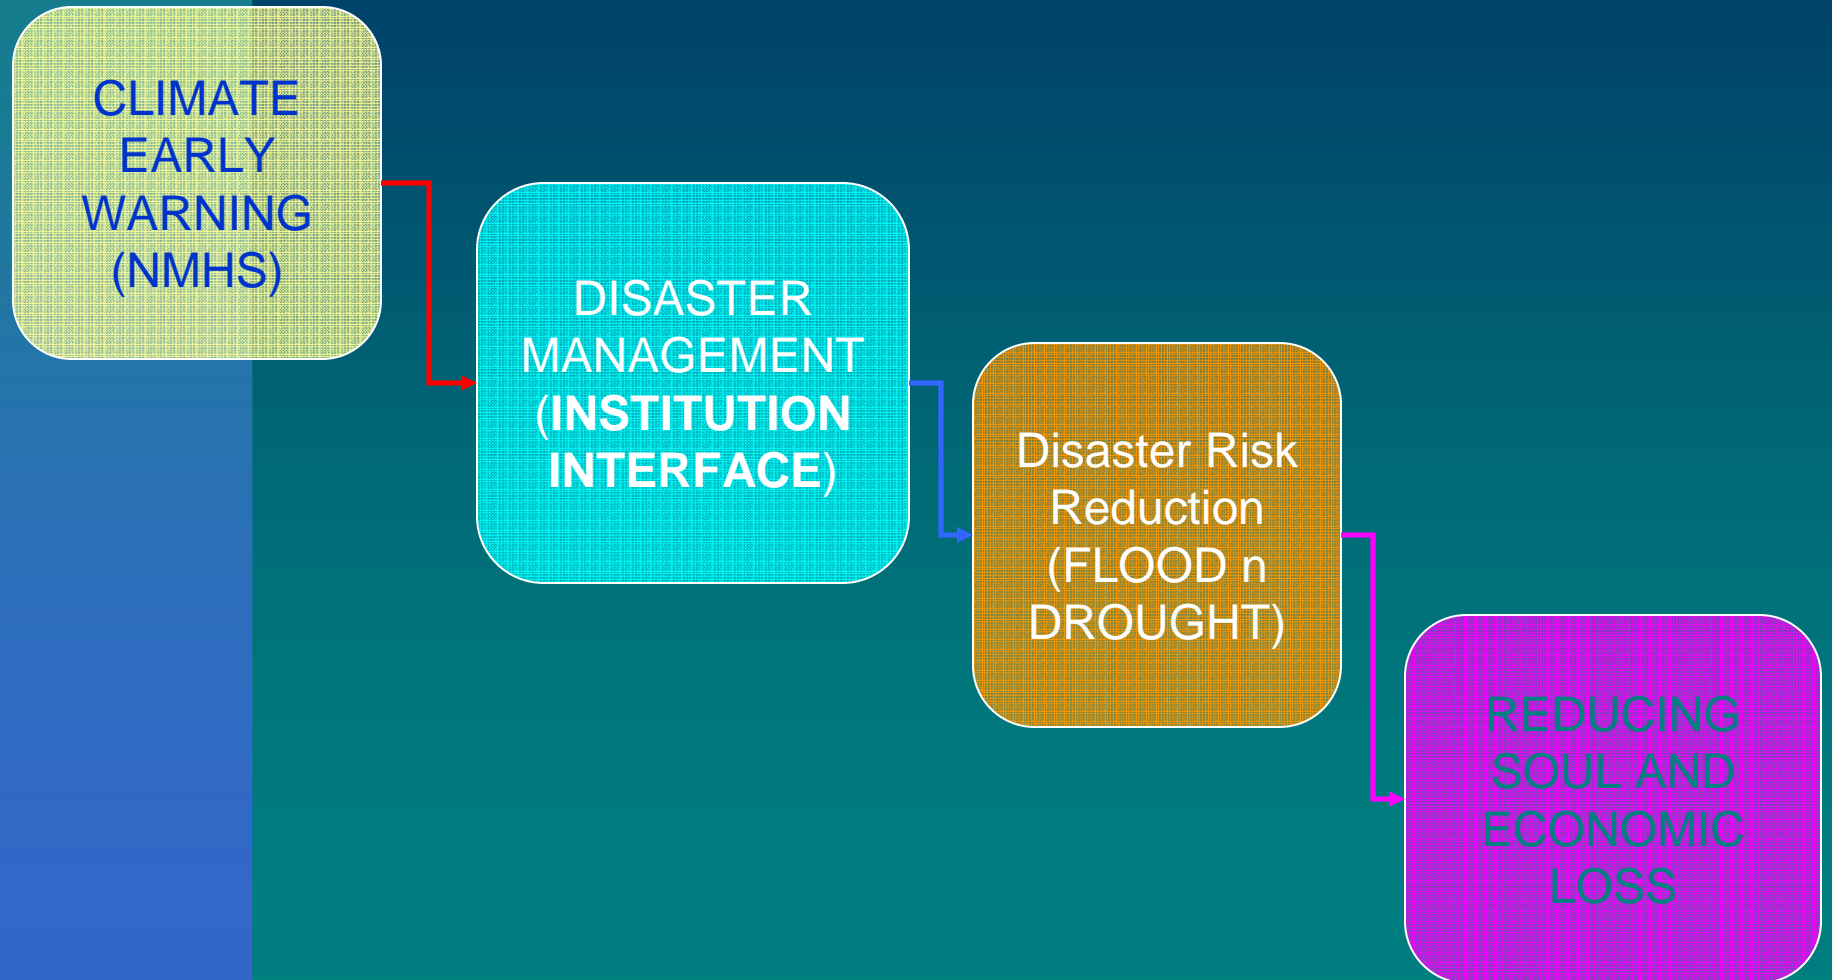 CLIMATE
EARLY
WARNING
(NMHS)
DISASTER
MANAGEMENT
(INSTITUTION
INTERFACE)
Disaster Risk
Reduction
(FLOOD n
DROUGHT)
REDUCING
SOUL AND
ECONOMIC
LOSS